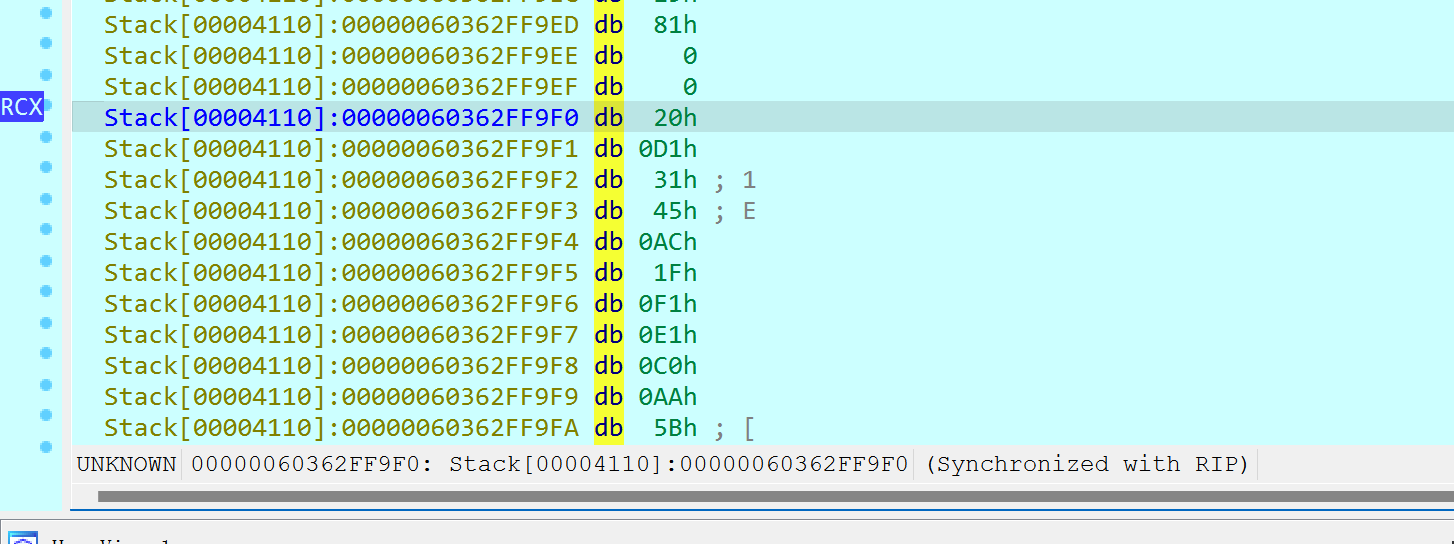 Stack[00004110]:00000060362FF9ED db 81h
Stack[00004110]:00000060362FF9EE db 0
Stack[00004110]:00000060362FF9EF db 0
RCX Stack[00004110]:00000060362FF9F0 db 20h
Stack[00004110]:00000060362FF9F1 db 0D1h
Stack[00004110]:00000060362FF9F2 db 31h ; 1
Stack[00004110]:00000060362FF9F3 db 45h ; E
Stack[00004110]:00000060362FF9F4 db 0ACh
Stack[00004110]:00000060362FF9F5 db 1Fh
Stack[00004110]:00000060362FF9F6 db 0F1h
Stack[00004110]:00000060362FF9F7 db 0E1h
Stack[00004110]:00000060362FF9F8 db 0C0h
Stack[00004110]:00000060362FF9F9 db 0AAh
Stack[00004110]:00000060362FF9FA db 5Bh ; [
UNKNOWN 00000060362FF9F0: Stack[00004110]:00000060362FF9F0 (Synchronized with RIP)